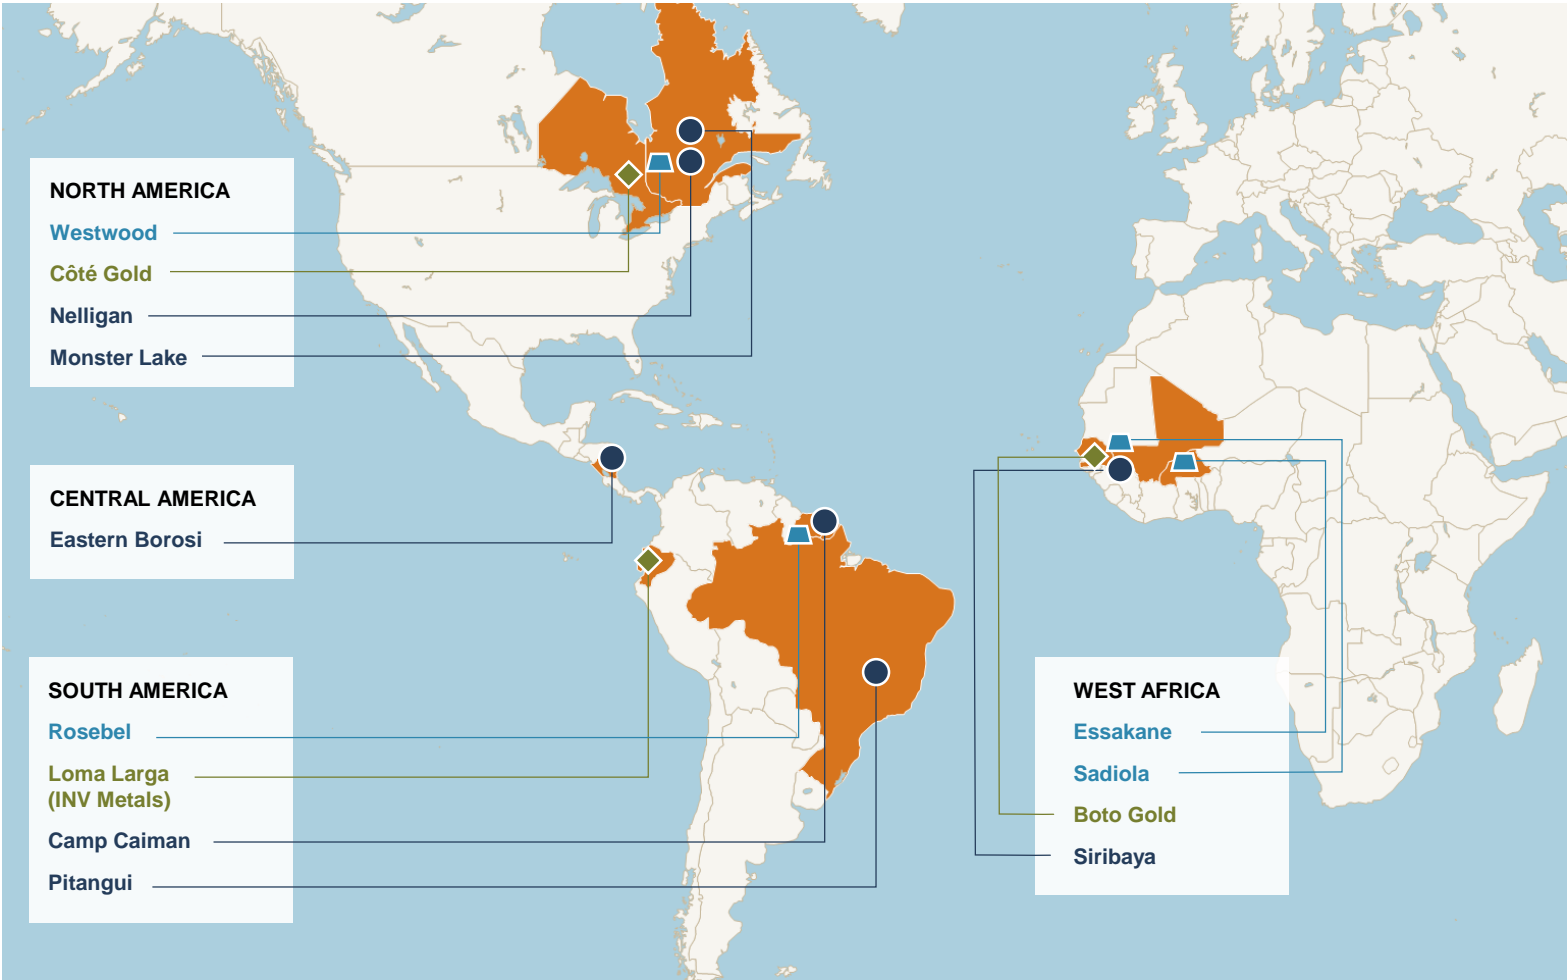 NORTH AMERICA
Westwood
Côté Gold
Nelligan
Monster Lake
CENTRAL AMERICA
Eastern Borosi
SOUTH AMERICA
Rosebel
Loma Larga
(INV Metals)
Camp Caiman
Pitangui
WEST AFRICA
Essakane
Sadiola
Boto Gold
Siribaya